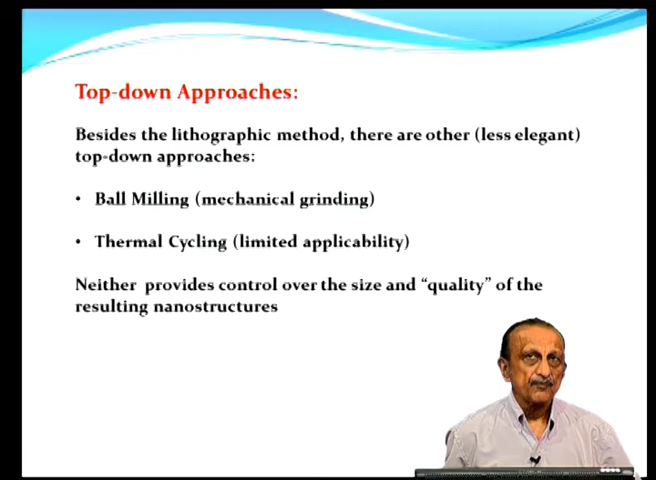 Top-down Approaches:
Besides the lithographic method, there are other (less elegant)
top-down approaches:
• Ball Milling (mechanical grinding)
• Thermal Cycling (limited applicability)
Neither provides control over the size and “quality” of the
resulting nanostructures